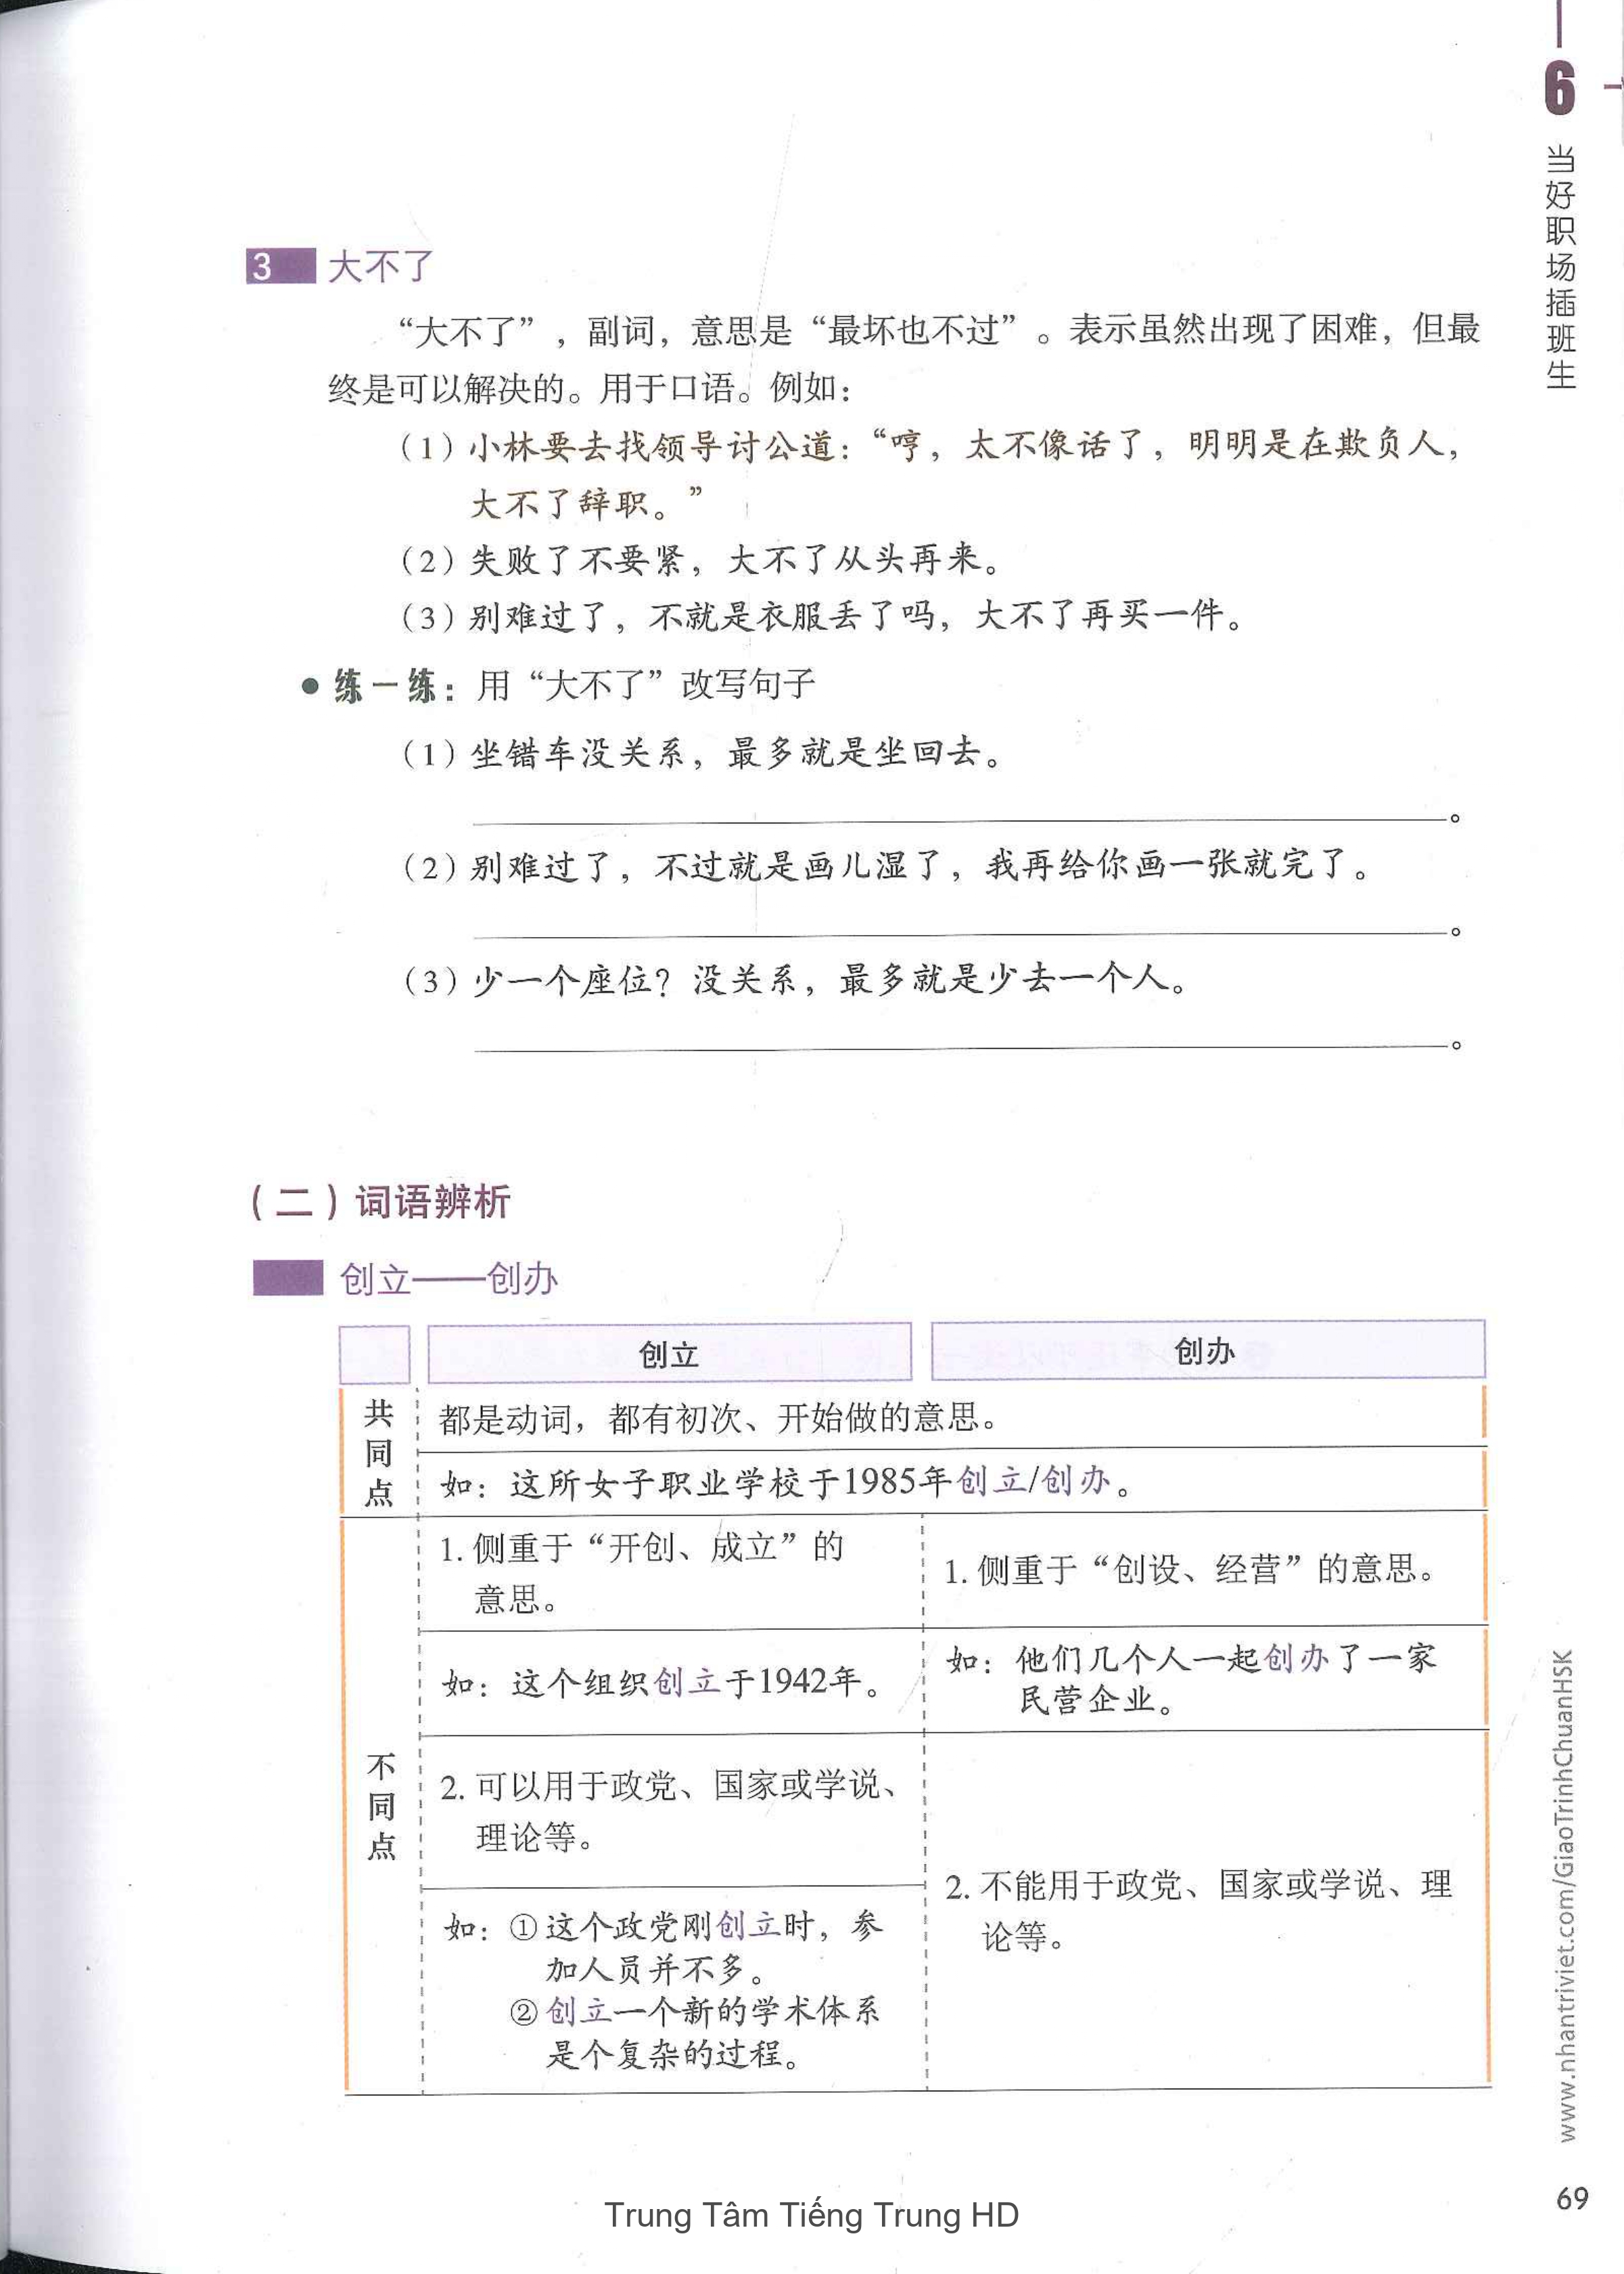 6
当好职场插班生
3 大不了
“大不了”，副词，意思是“最坏也不过”。表示虽然出现了困难，但最
终是可以解决的。用于口语。例如：
（1）小林要去找领导讨公道：“哼，太不像话了，明明是在欺负人，
大不了辞职。”
（2）失败了不要紧，大不了从头再来。
（3）别难过了，不就是衣服丢了吗，大不了再买一件。
● 练一练：用“大不了”改写句子
（1）坐错车没关系，最多就是坐回去。
。
（2）别难过了，不过就是画儿湿了，我再给你画一张就完了。
。
（3）少一个座位？没关系，最多就是少去一个人。
。
（二）词语辨析
创立——创办
创立 创办
共同点
都是动词，都有初次、开始做的意思。
如：这所女子职业学校于1985年创立/创办。
不同点
1. 侧重于“开创、成立”的
意思。
1. 侧重于“创设、经营”的意思。
如：这个组织创立于1942年。
如：他们几个人一起创办了一家
民营企业。
2. 可以用于政党、国家或学说、
理论等。
如：①这个政党刚创立时，参
加人员并不多。
②创立一个新的学术体系
是个复杂的过程。
2. 不能用于政党、国家或学说、理
论等。
www.nhantriviet.com/GiaoTrinhChuanHSK
69
Trung Tâm Tiếng Trung HD